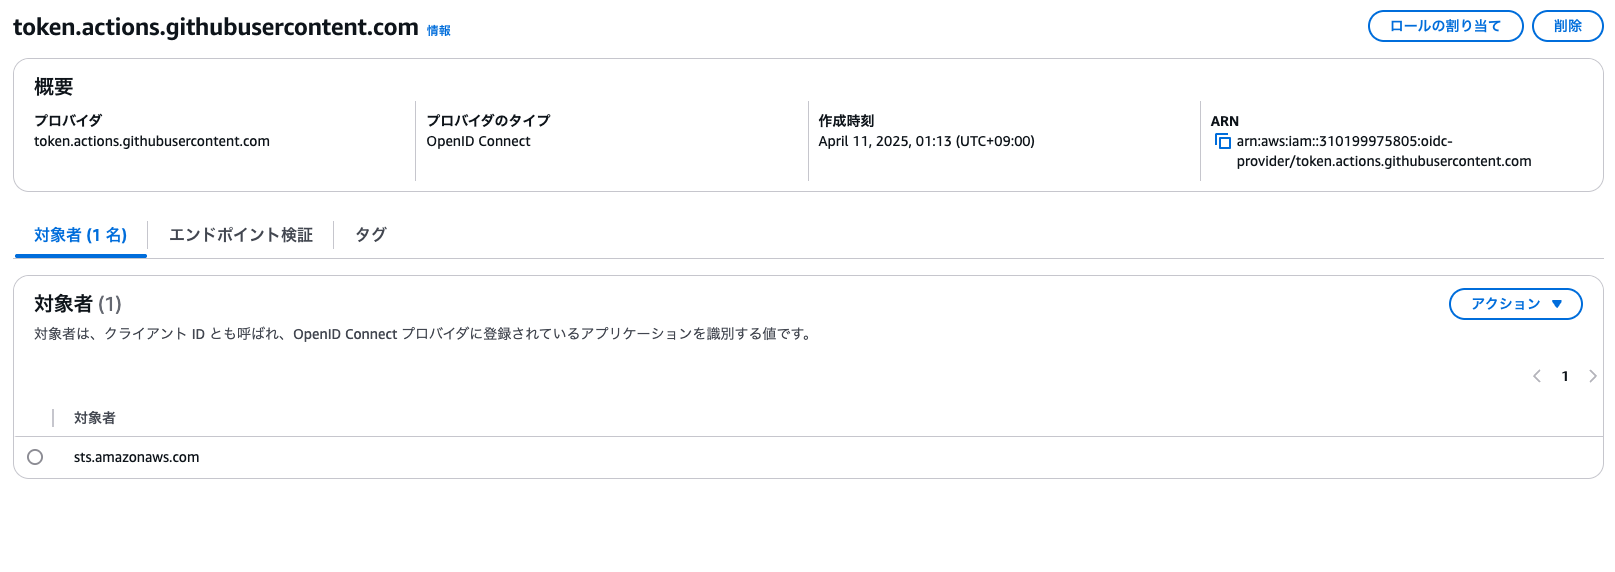 token.actions.githubusercontent.com 情報
ロールの割り当て
削除
概要
プロバイダ
token.actions.githubusercontent.com
プロバイダのタイプ
OpenID Connect
作成時刻
April 11, 2025, 01:13 (UTC+09:00)
ARN
arn:aws:iam::310199975805:oidc-
provider/token.actions.githubusercontent.com
対象者 (1 名)
エンドポイント検証
タグ
対象者 (1)
アクション
対象者は、クライアント ID とも呼ばれ、OpenID Connect プロバイダに登録されているアプリケーションを識別する値です。
1
対象者
sts.amazonaws.com